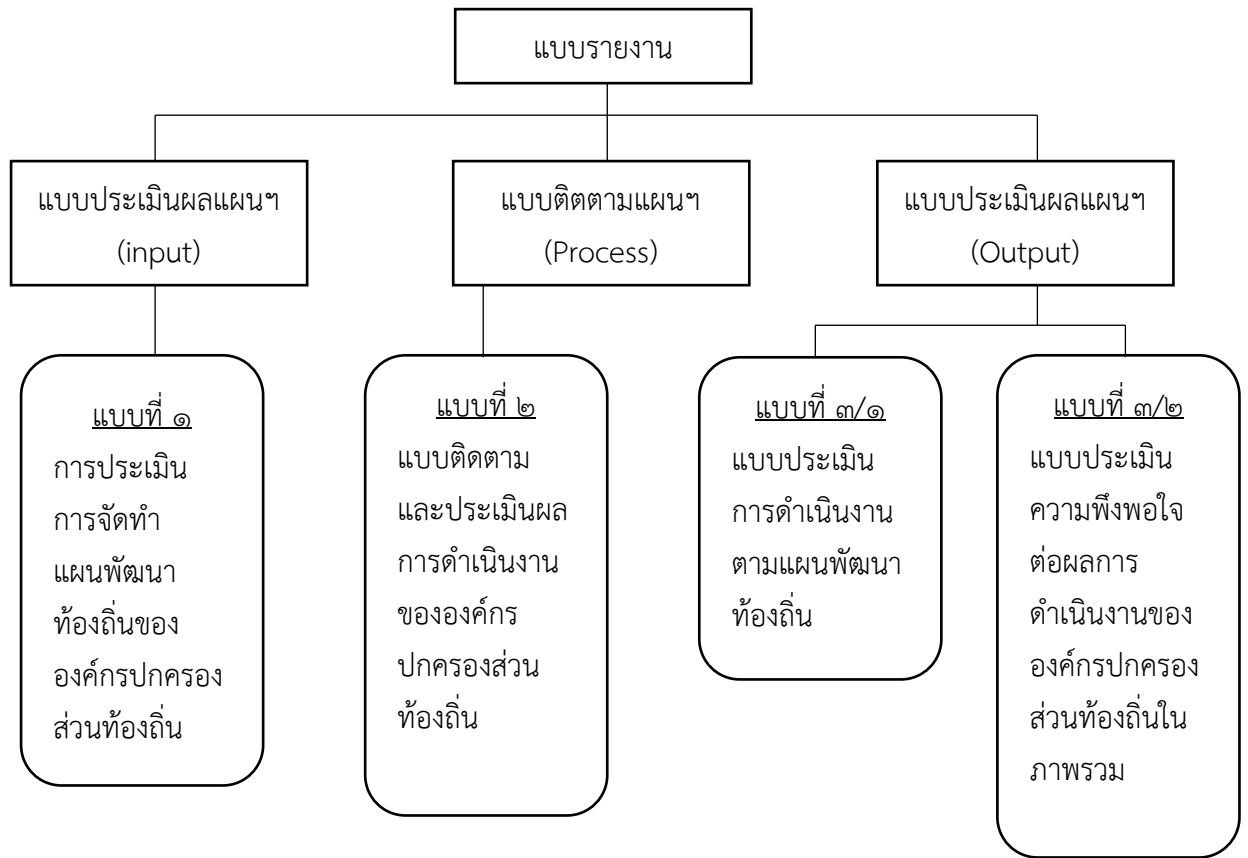 แบบรายงาน
แบบประเมินผลแผนฯ
(input)
แบบติตตามแผนฯ
(Process)
แบบประเมินผลแผนฯ
(Output)
แบบที่ ๑
การประเมิน
การจัดทำ
แผนพัฒนา
ท้องถิ่นของ
องค์กรปกครอง
ส่วนท้องถิ่น
แบบที่ ๒
แบบติดตาม
และประเมินผล
การดำเนินงาน
ขององค์กร
ปกครองส่วน
ท้องถิ่น
แบบที่ ๓/๑
แบบประเมิน
การดำเนินงาน
ตามแผนพัฒนา
ท้องถิ่น
แบบที่ ๓/๒
แบบประเมิน
ความพึงพอใจ
ต่อผลการ
ดำเนินงานของ
องค์กรปกครอง
ส่วนท้องถิ่นใน
ภาพรวม